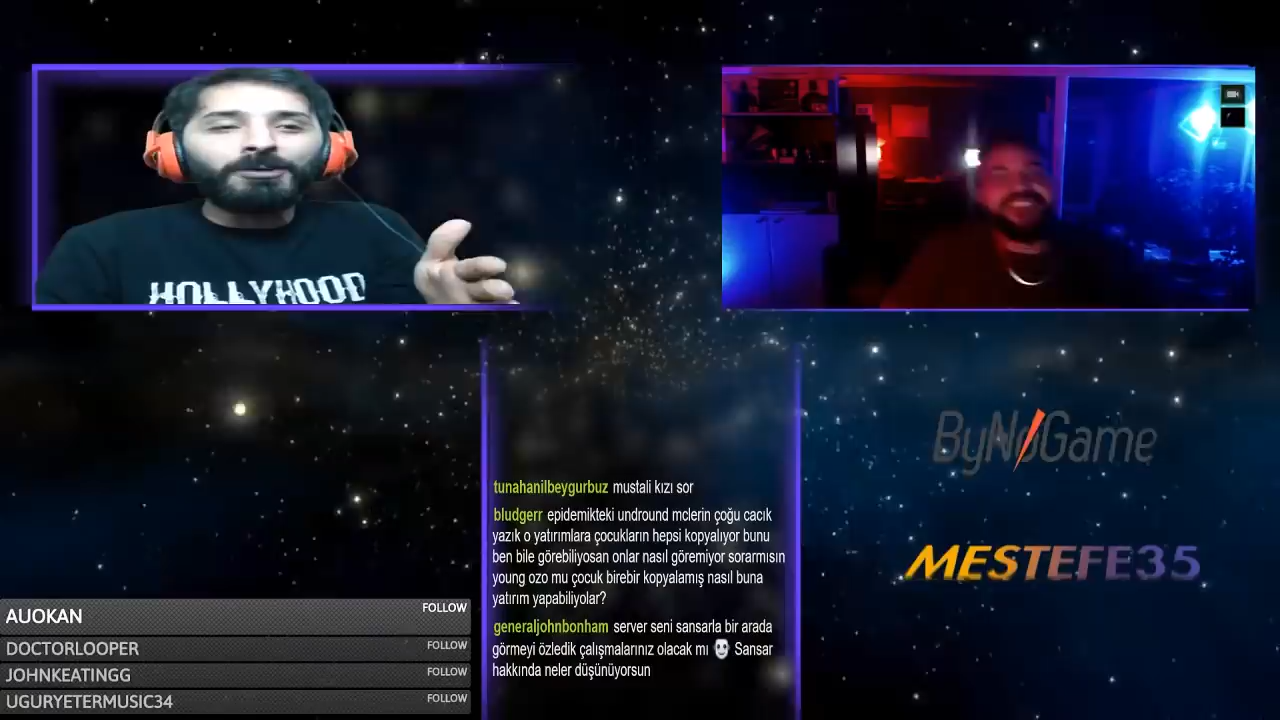 HOLLYHOOD
tunahanilbeygurbuz mustali kızı sor
bludgerr epidemikteki undround mclerin çoğu cacık
yazık o yatırımlara çocukların hepsi kopyalıyor bunu
ben bile görebiliyosan onlar nasıl göremiyor sorarmısın
young ozo mu çocuk birebir kopyalamış nasıl buna
yatırım yapabiliyolar?
generaljohnbonham server seni sansarla bir arada
görmeyi özledik çalışmalarınız olacak mı Sansar
hakkında neler düşünüyorsun
ByNoGame
MESTEFE35
AUOKAN FOLLOW
DOCTORLOOPER FOLLOW
JOHNKEATINGG FOLLOW
UGURYETERMUSIC34 FOLLOW